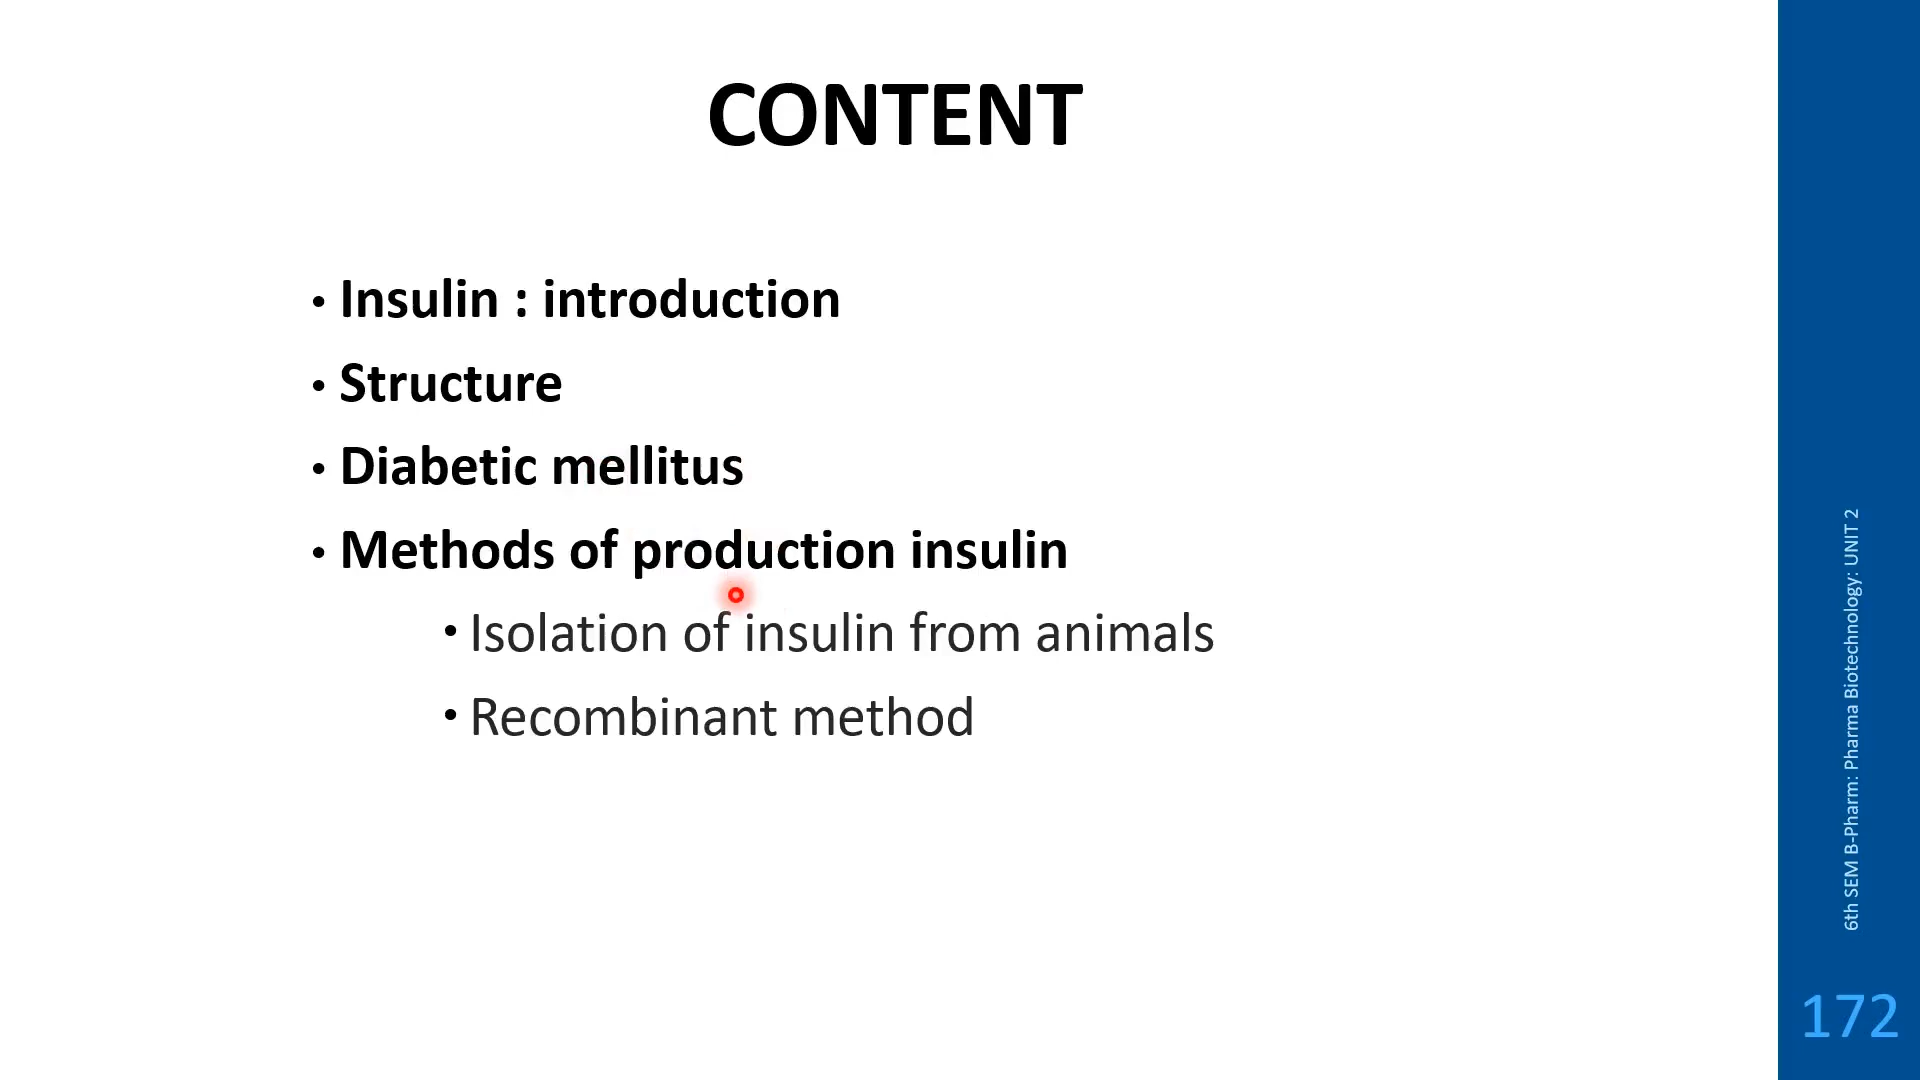 CONTENT
• Insulin : introduction
• Structure
• Diabetic mellitus
• Methods of production insulin
• Isolation of insulin from animals
• Recombinant method
6th SEM B-Pharm: Pharma Biotechnology: UNIT 2
172